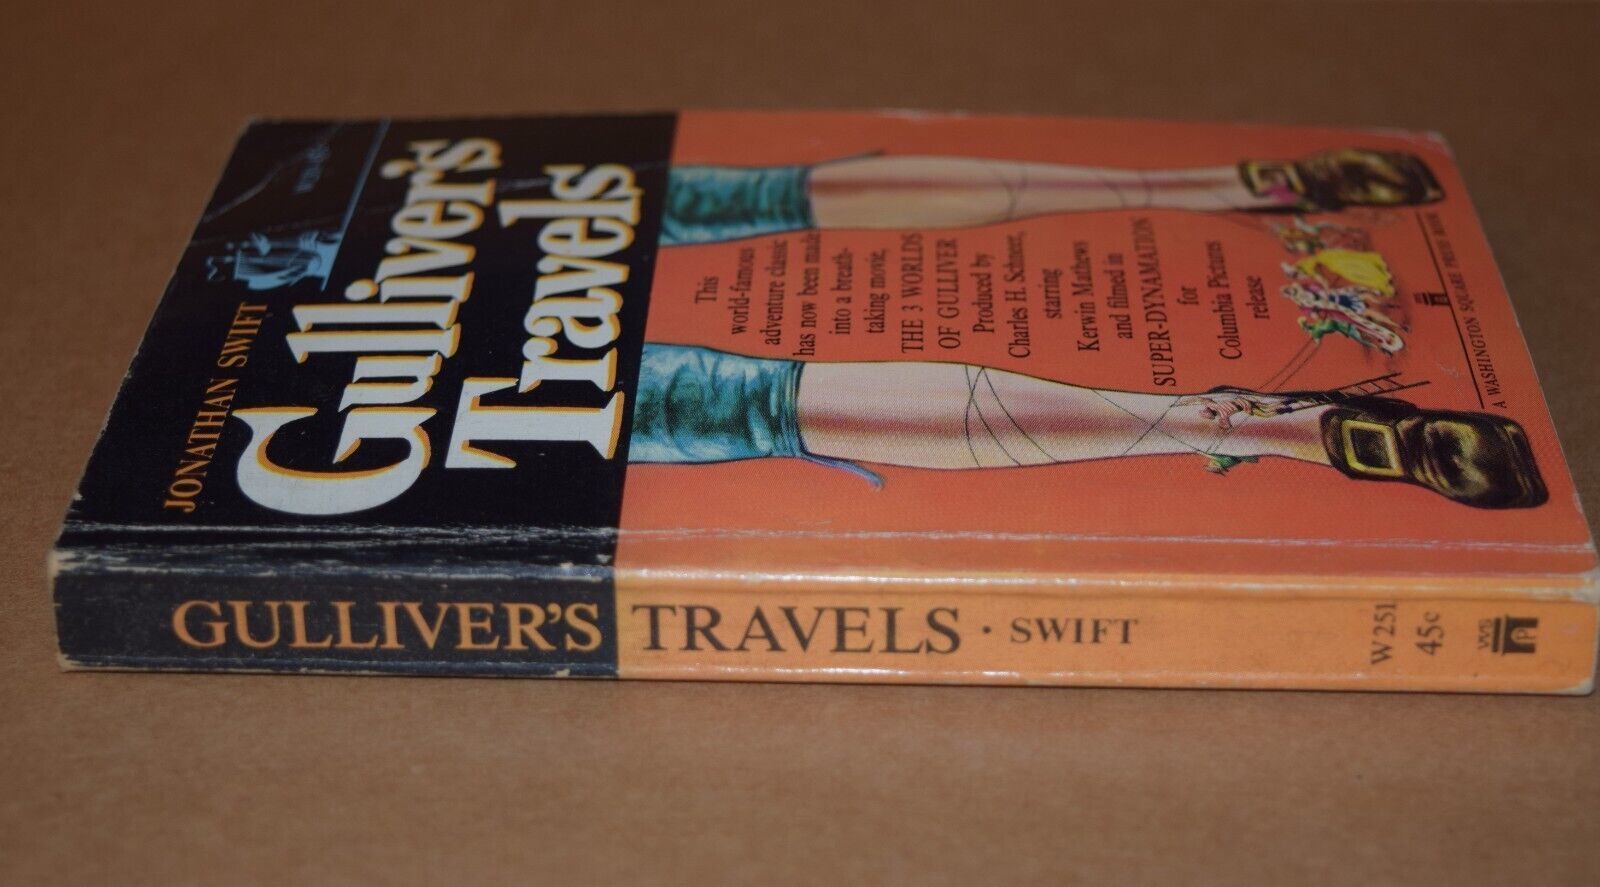 JONATHAN SWIFT
Gulliver's
Travels
This
world-famous
adventure classic
has now been made
into a breath-
taking movie,
THE 3 WORLDS
OF GULLIVER
Produced by
Charles H. Schneer,
starring
Kerwin Mathews
and filmed in
SUPER-DYNAMATION
for
Columbia Pictures
release
A WASHINGTON SQUARE PRESS BOOK
GULLIVER'S TRAVELS · SWIFT
W 251
45¢